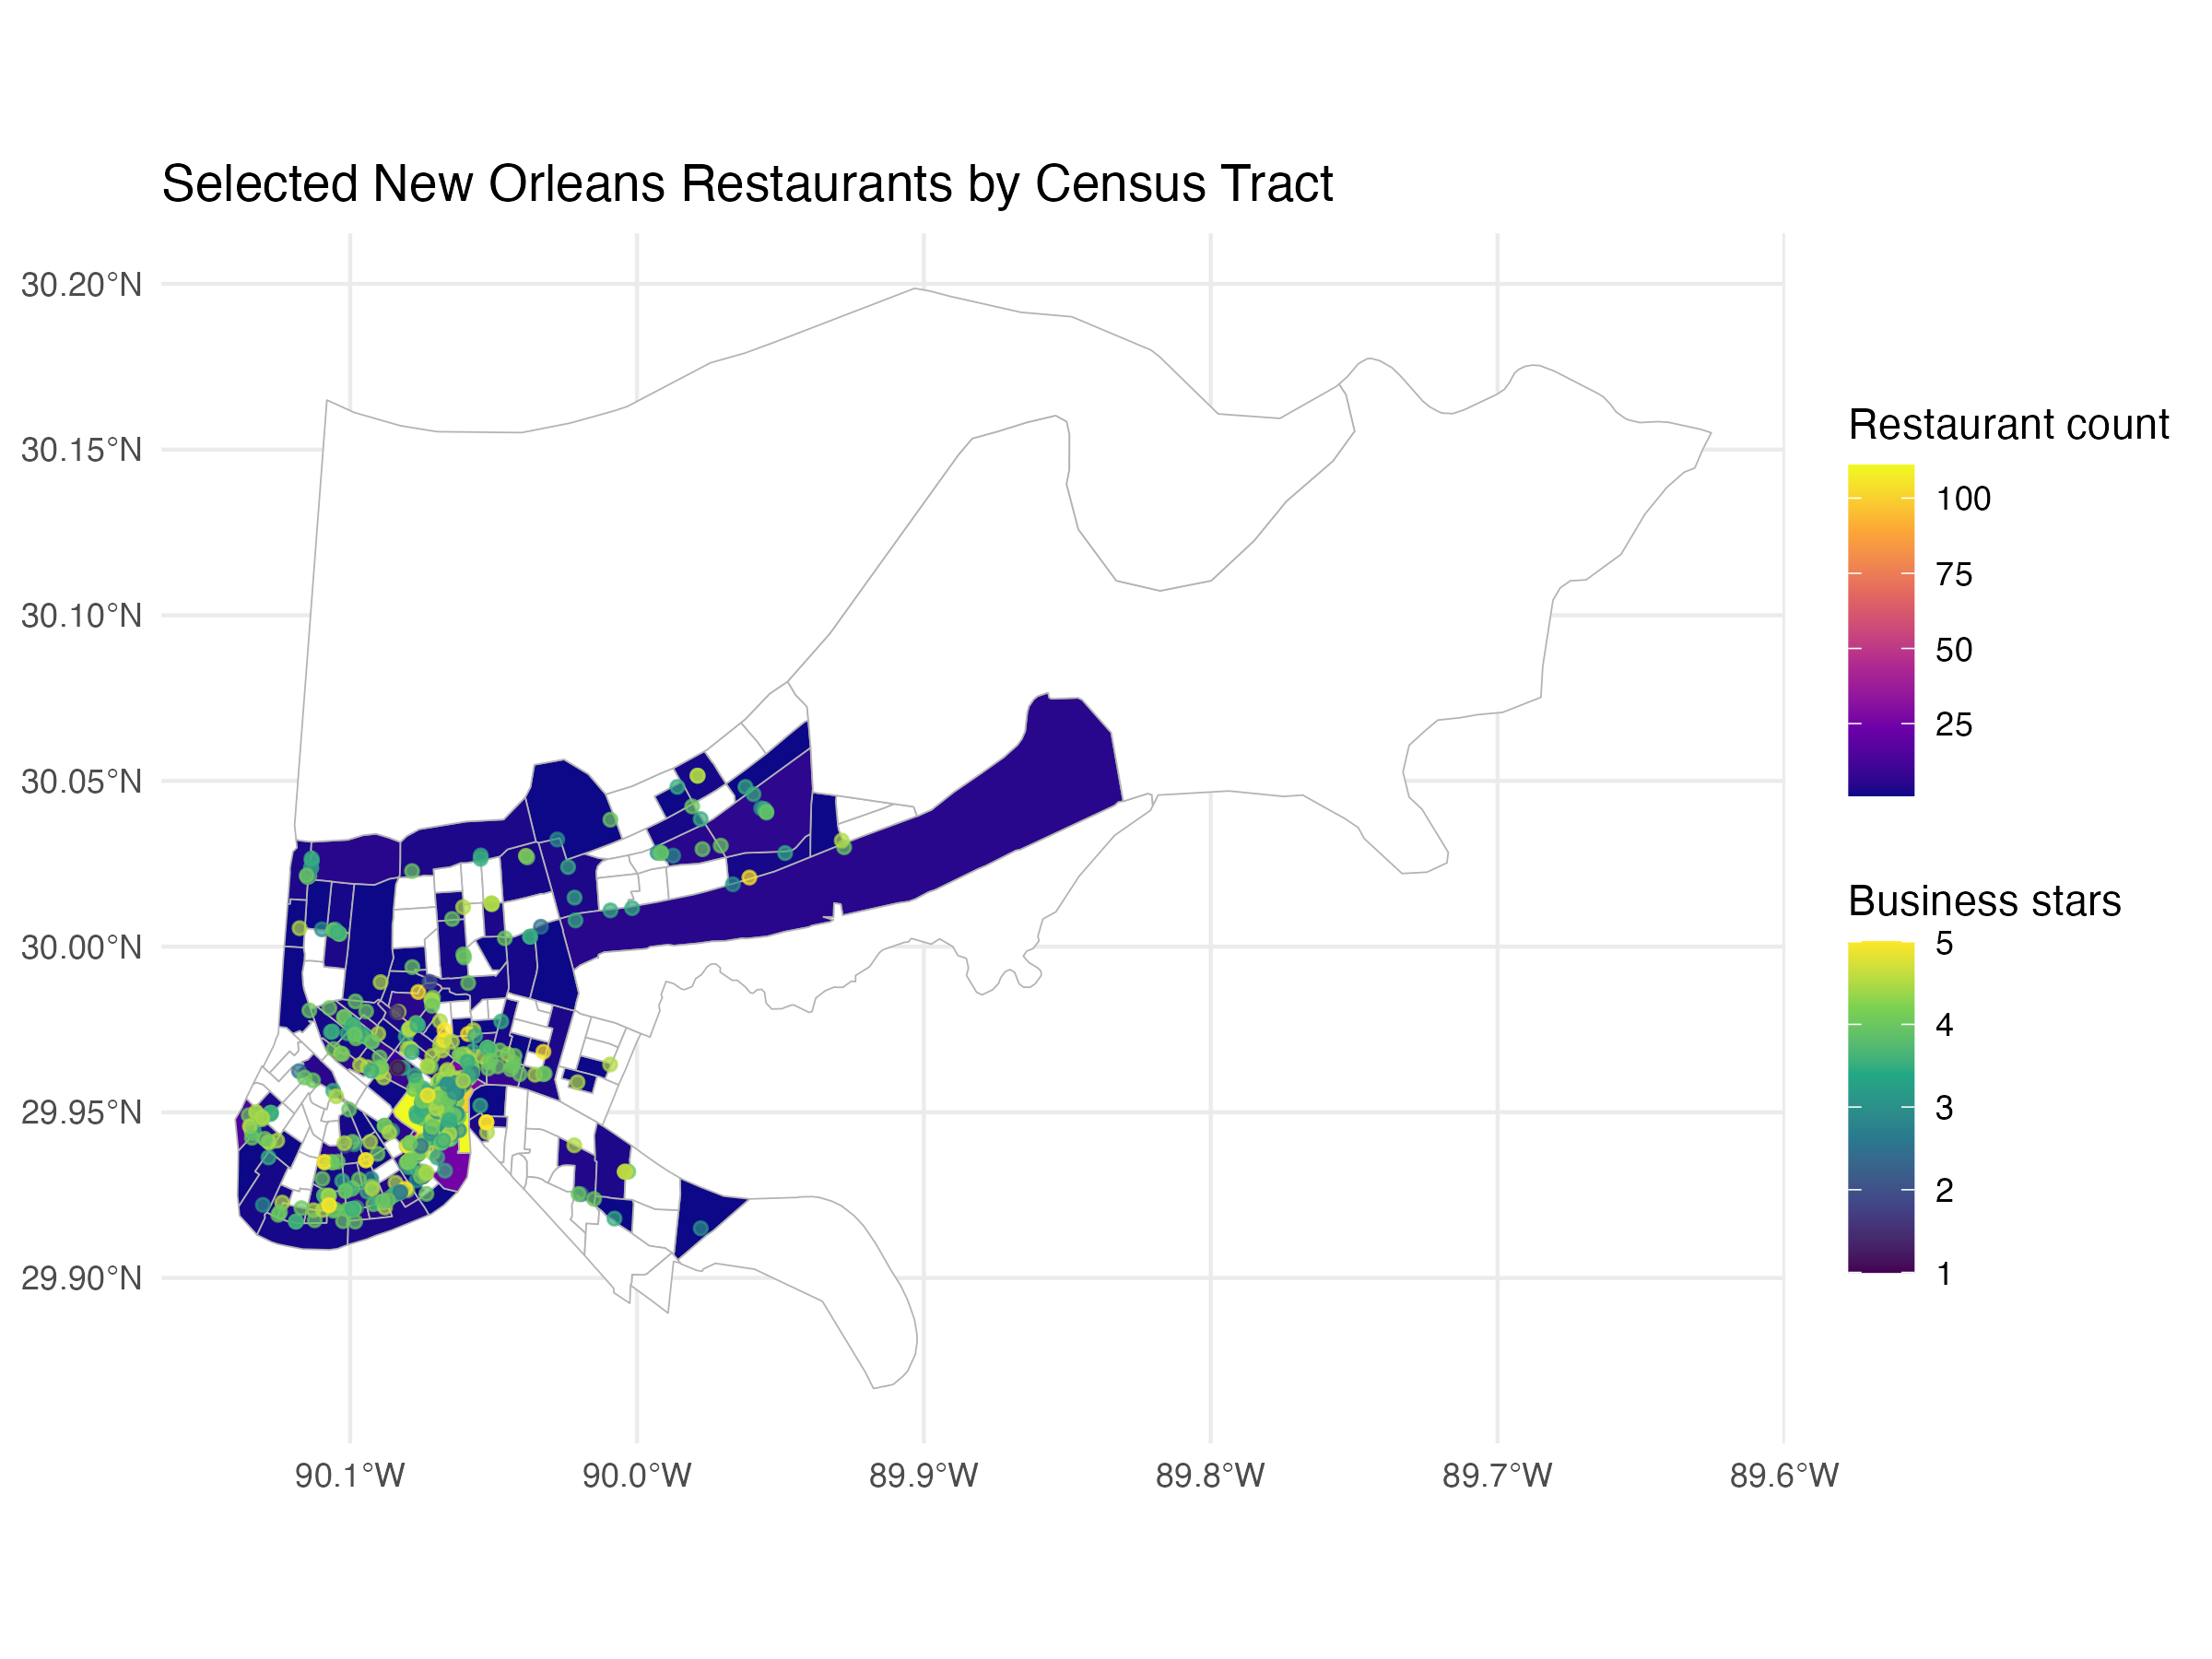 Selected New Orleans Restaurants by Census Tract
30.20°N
30.15°N
30.10°N
30.05°N
30.00°N
29.95°N
29.90°N
90.1°W
90.0°W
89.9°W
89.8°W
89.7°W
89.6°W
Restaurant count
100
75
50
25
Business stars
5
4
3
2
1